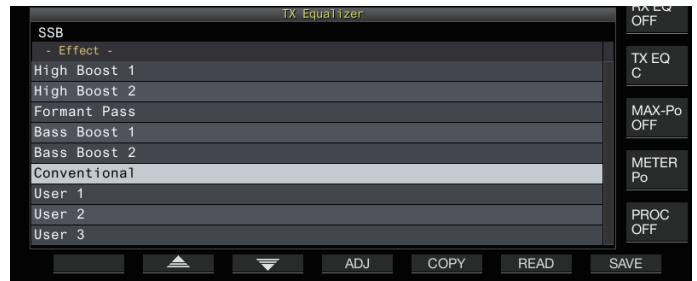 TX Equalizer
SSB
- Effect -
High Boost 1
High Boost 2
Formant Pass
Bass Boost 1
Bass Boost 2
Conventional
User 1
User 2
User 3
RX EQ
OFF
TX EQ
C
MAX-Po
OFF
METER
Po
PROC
OFF
ADJ
COPY
READ
SAVE